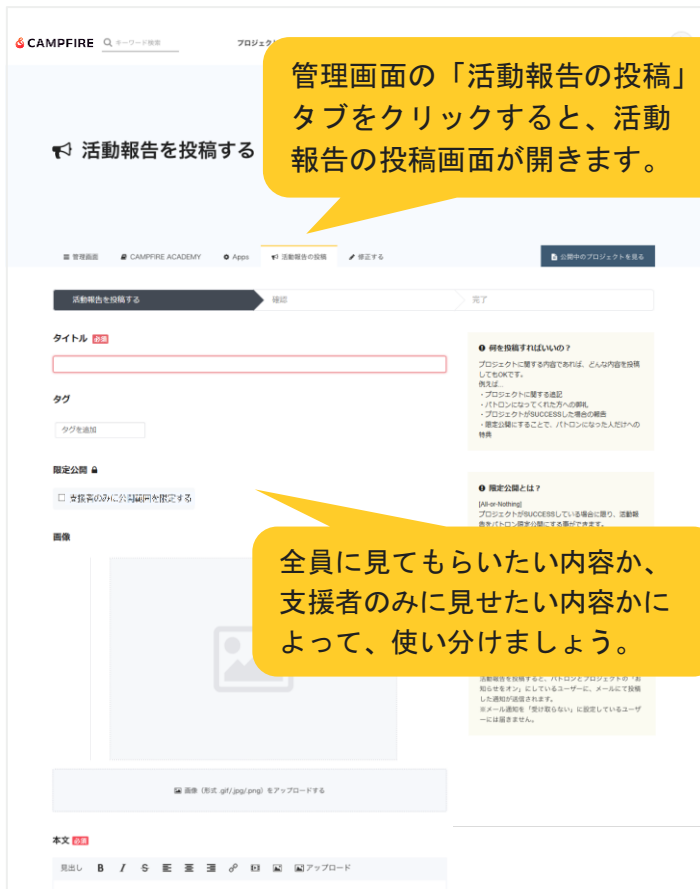 CAMPFIRE
キーワード検索
管理画面の「活動報告の投稿」
タブをクリックすると、活動
報告の投稿画面が開きます。
活動報告を投稿する
管理画面
CAMPFIRE ACADEMY
Apps
活動報告の投稿
修正する
公開中のプロジェクトを見る
活動報告を投稿する
確認
完了
タイトル 必須
タグ
タグを追加
限定公開
支援者のみに公開範囲を限定する
画像
何を投稿すればいいの？
プロジェクトに関する内容であれば、どんな内容を投稿
してもOKです。
例えば...
・プロジェクトに関する追記
・パトロンになってくれた方への御礼
・プロジェクトがSUCCESSした場合の報告
・限定公開にすることで、パトロンになった人だけへの
特典
限定公開とは？
[All-or-Nothing]
プロジェクトがSUCCESSしている場合に限り、活動報
告をパトロン限定公開にする事ができます。
全員に見てもらいたい内容か、
支援者のみに見せたい内容かに
よって、使い分けましょう。
活動報告を投稿すると、パトロンとプロジェクトの「お
知らせをオン」にしているユーザーに、メールにて投稿
した通知が送信されます。
※メール通知を「受け取らない」に設定しているユーザ
ーには届きません。
画像（形式 .gif/.jpg/.png）をアップロードする
本文 必須
見出し B I S アップロード